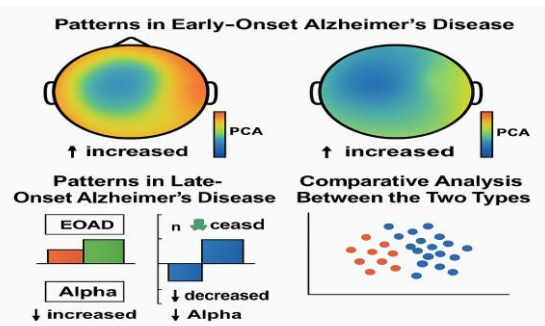 Patterns in Early–Onset Alzheimer's Disease
PCA
↑ increased
PCA
↑ increased
Patterns in Late-
Onset Alzheimer's Disease
EOAD
Alpha
↓ increased
n ceasd
↓ decreased
↓ Alpha
Comparative Analysis
Between the Two Types